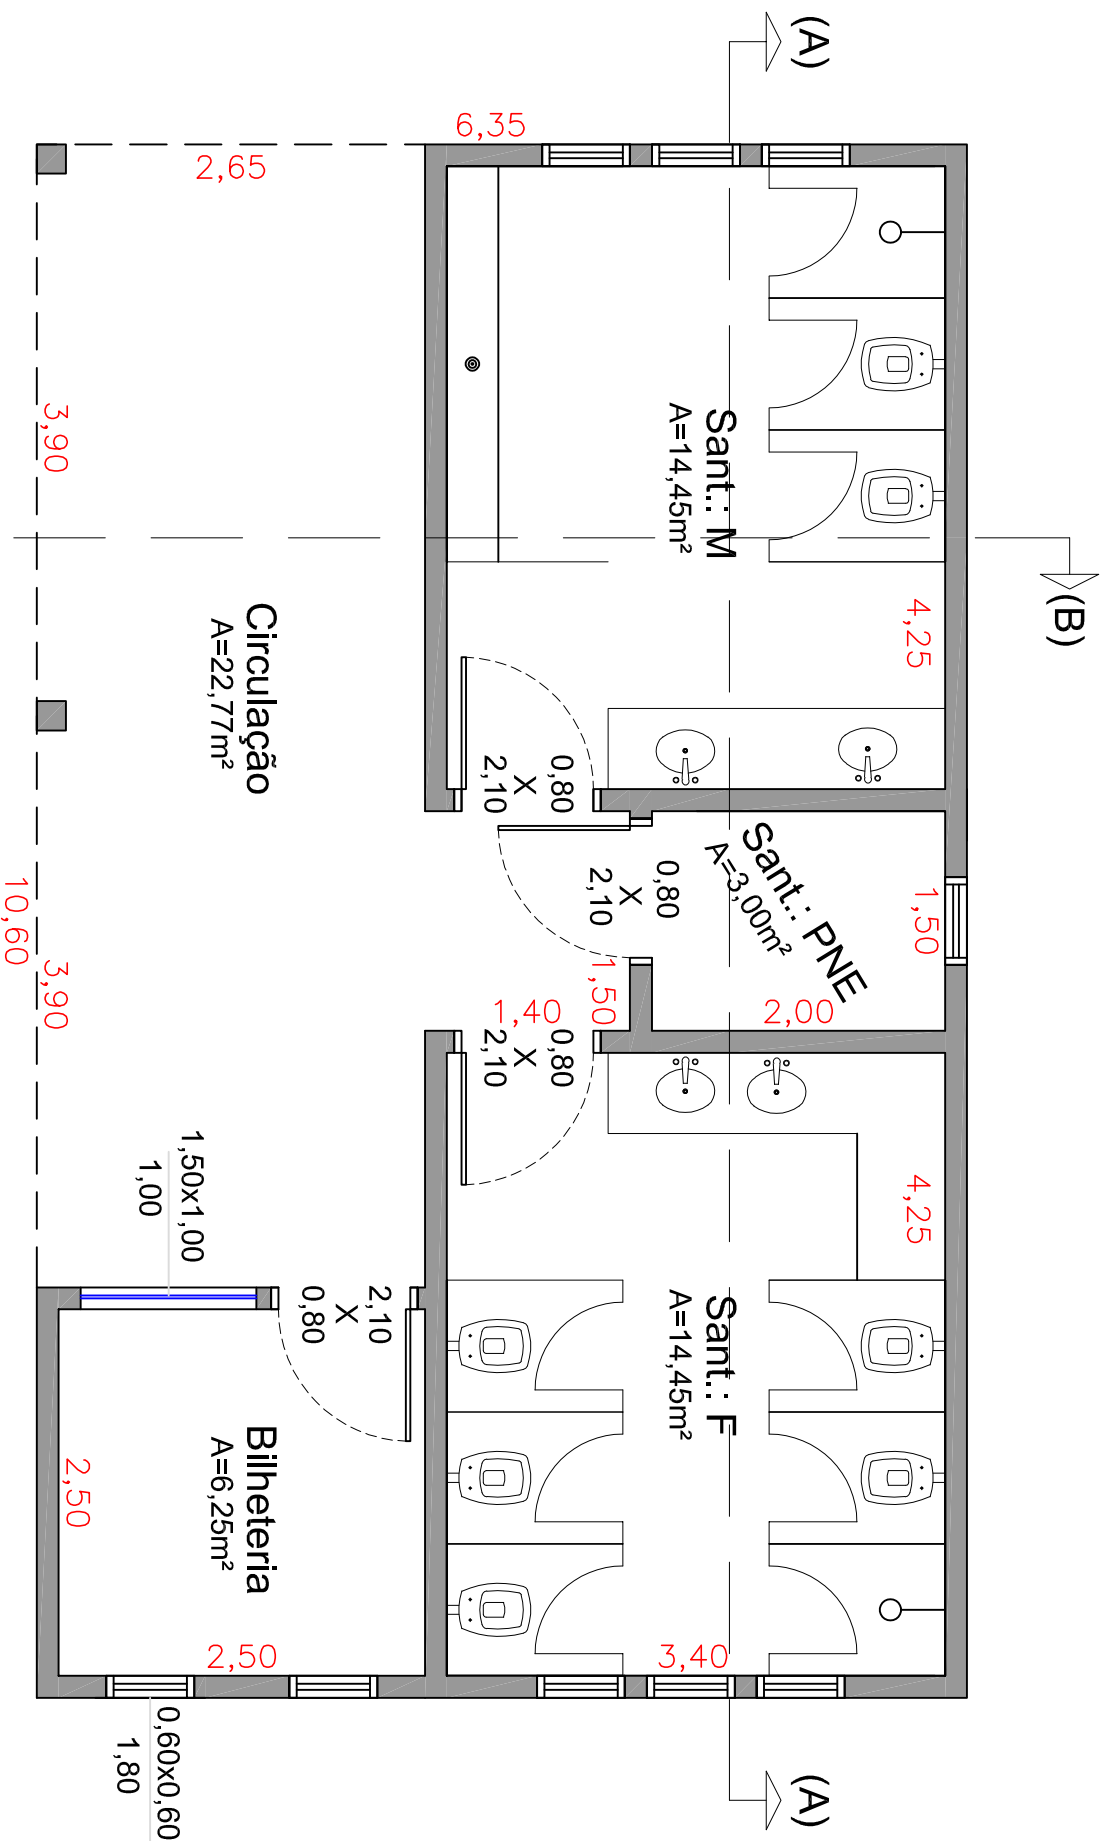 (A)
6,35
2,65
3,90
Sant.: M
A=14,45m²
4,25
(B)
Circulação
A=22,77m²
0,80
X
2,10
Sant.: PNE
A=3,00m²
1,50
0,80
X
2,10
2,00
1,50
1,40
0,80
X
2,10
10,60
3,90
4,25
1,50x1,00
1,00
2,10
X
0,80
Sant.: F
A=14,45m²
3,40
Bilheteria
A=6,25m²
2,50
2,50
0,60x0,60
1,80
(A)